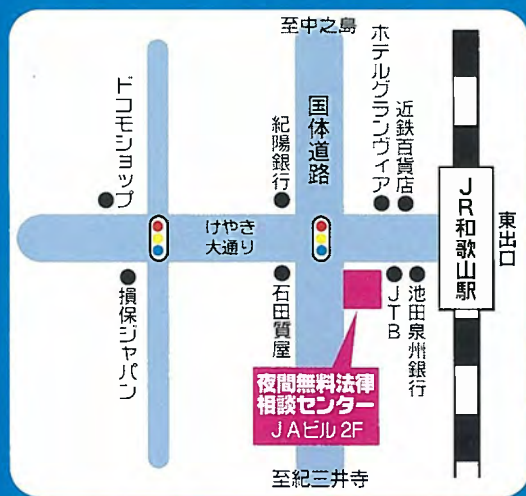 至中之島
ホテルグランヴィア
近鉄百貨店
国体道路
紀陽銀行
ドコモショップ
けやき
大通り
JR和歌山駅
東出口
損保ジャパン
石田質屋
JTB
池田泉州銀行
夜間無料法律
相談センター
JAビル2F
至紀三井寺